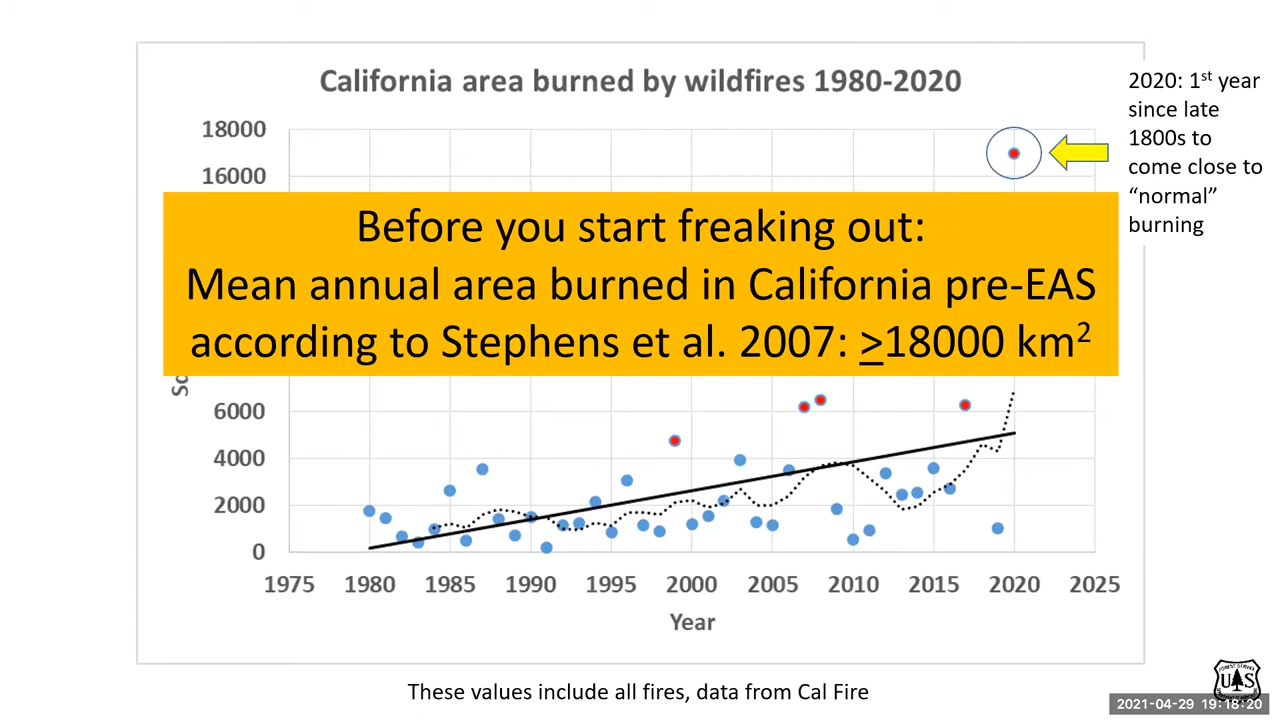 California area burned by wildfires 1980-2020
18000
16000
Before you start freaking out:
Mean annual area burned in California pre-EAS
according to Stephens et al. 2007: >18000 km²
6000
4000
2000
0
1975 1980 1985 1990 1995 2000 2005 2010 2015 2020 2025
Year
2020: 1st year
since late
1800s to
come close to
“normal”
burning
These values include all fires, data from Cal Fire
FOREST SERVICE
US
2021-04-29 19:18:20